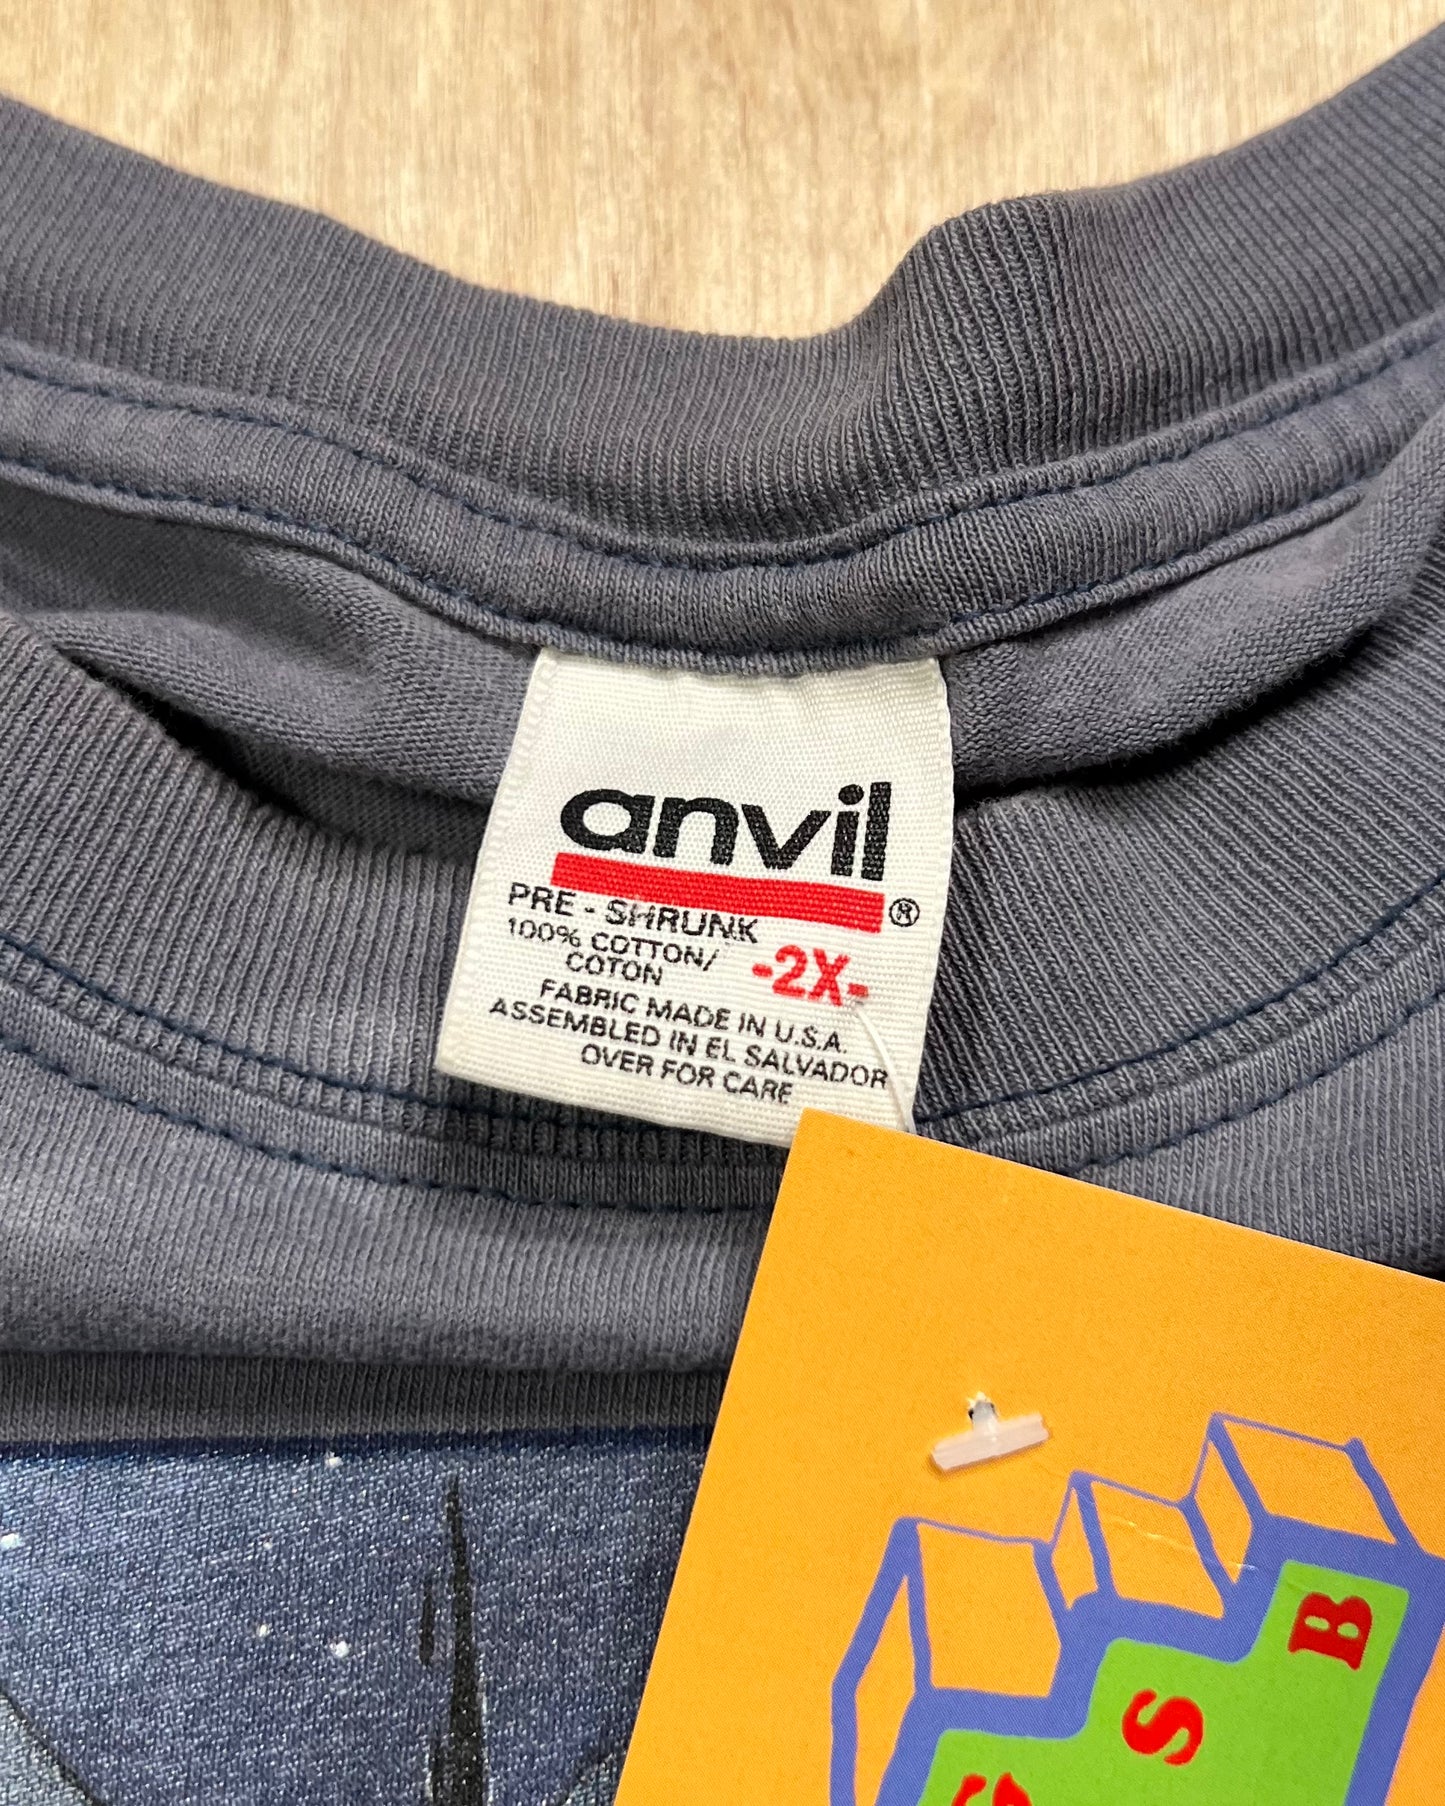 anvil®
PRE - SHRUNK
100% COTTON/
COTON
-2X-
FABRIC MADE IN U.S.A.
ASSEMBLED IN EL SALVADOR
OVER FOR CARE
B
S